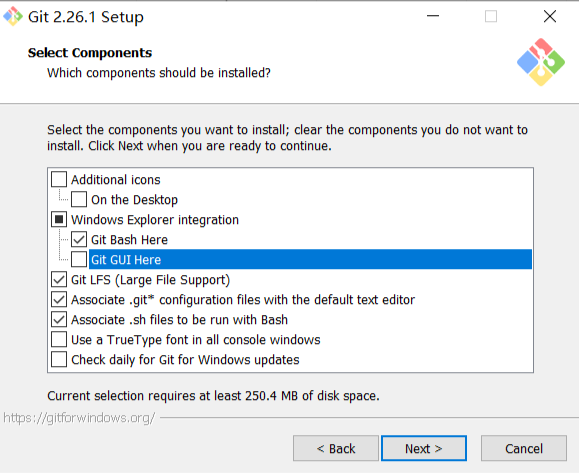 Git 2.26.1 Setup
Select Components
Which components should be installed?
Select the components you want to install; clear the components you do not want to
install. Click Next when you are ready to continue.
Additional icons
On the Desktop
Windows Explorer integration
Git Bash Here
Git GUI Here
Git LFS (Large File Support)
Associate .git* configuration files with the default text editor
Associate .sh files to be run with Bash
Use a TrueType font in all console windows
Check daily for Git for Windows updates
Current selection requires at least 250.4 MB of disk space.
https://gitforwindows.org/
< Back
Next >
Cancel